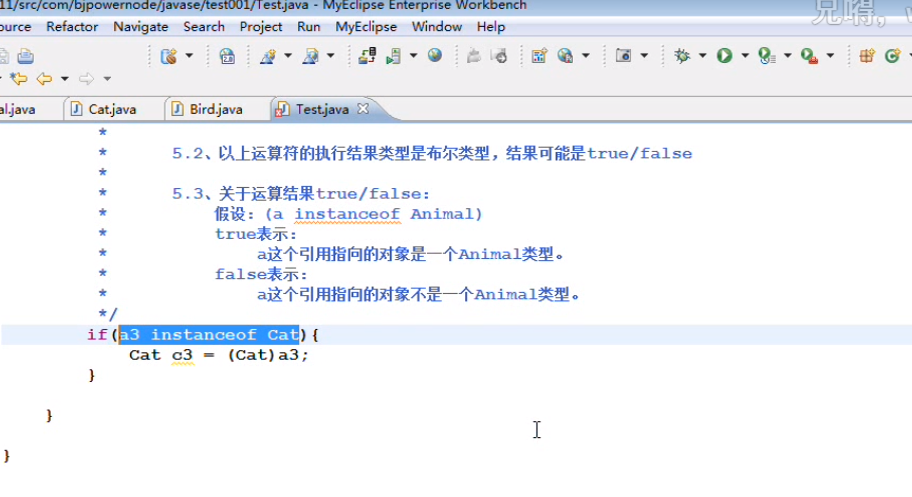 11/src/com/bjpowernode/javase/test001/Test.java - MyEclipse Enterprise Workbench
ource Refactor Navigate Search Project Run MyEclipse Window Help
兄嘚,
al.java Cat.java Bird.java Test.java
*
* 5.2、以上运算符的执行结果类型是布尔类型，结果可能是true/false
*
* 5.3、关于运算结果true/false：
* 假设：(a instanceof Animal)
* true表示：
* a这个引用指向的对象是一个Animal类型。
* false表示：
* a这个引用指向的对象不是一个Animal类型。
*/
if(a3 instanceof Cat){
Cat c3 = (Cat)a3;
}
}
}